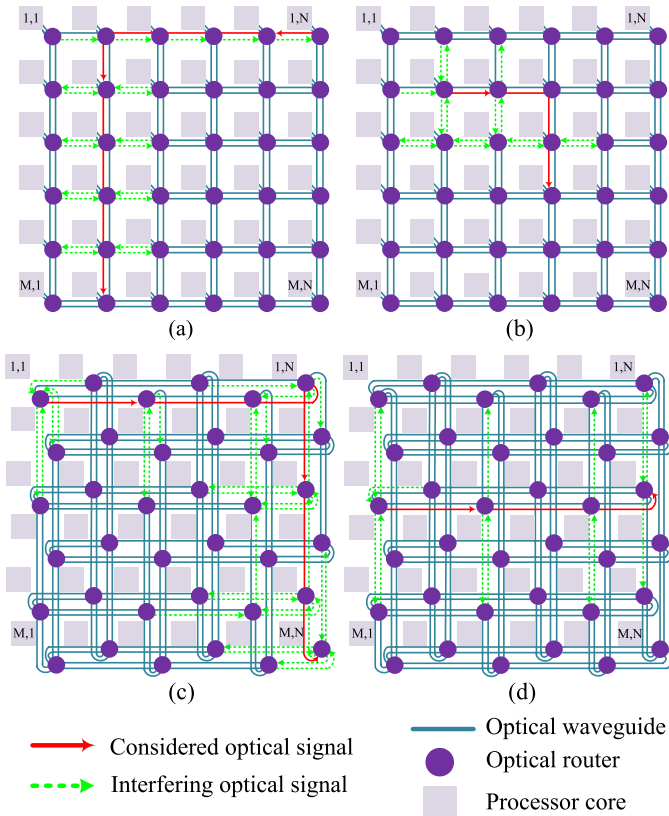 1,1 1,N 1,1 1,N
M,1 M,N M,1 M,N
(a) (b)
1,1 1,N 1,1 1,N
M,1 M,N M,1 M,N
(c) (d)
Considered optical signal
Interfering optical signal
Optical waveguide
Optical router
Processor core